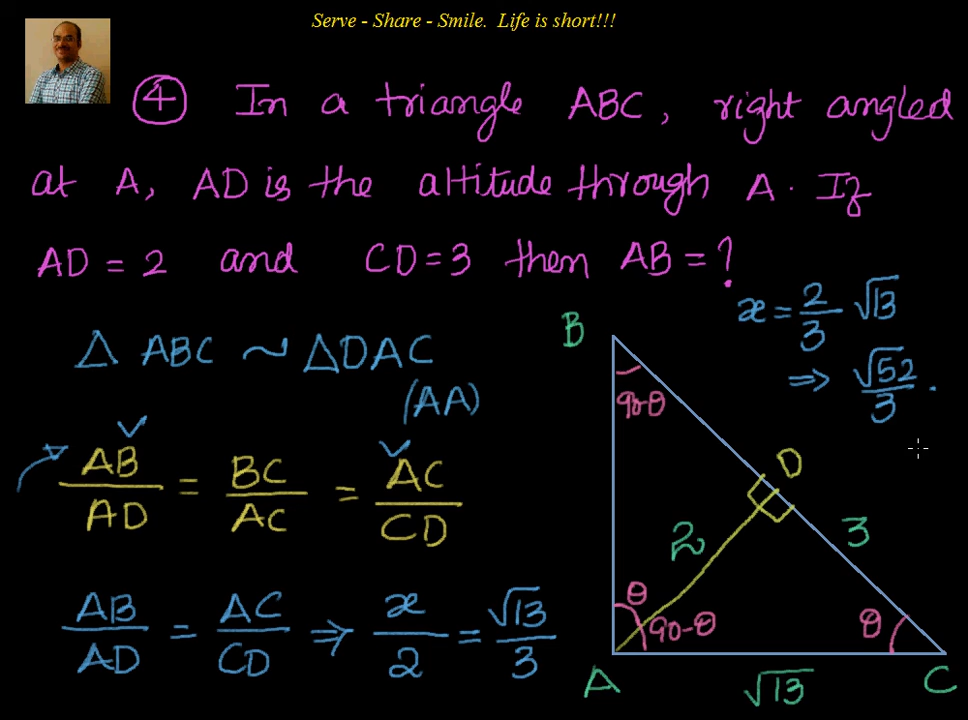 Serve - Share - Smile. Life is short!!!
④ In a triangle ABC, right angled
at A, AD is the altitude through A. If
AD = 2 and CD = 3 then AB = ?
△ ABC ~ △DAC
(AA)
AB/AD = BC/AC = AC/CD
AB/AD = AC/CD ⇒ x/2 = √13/3
x = 2/3 √13
⇒ √52/3 .
B
90-θ
D
2
3
θ
90-θ
θ
A
√13
C